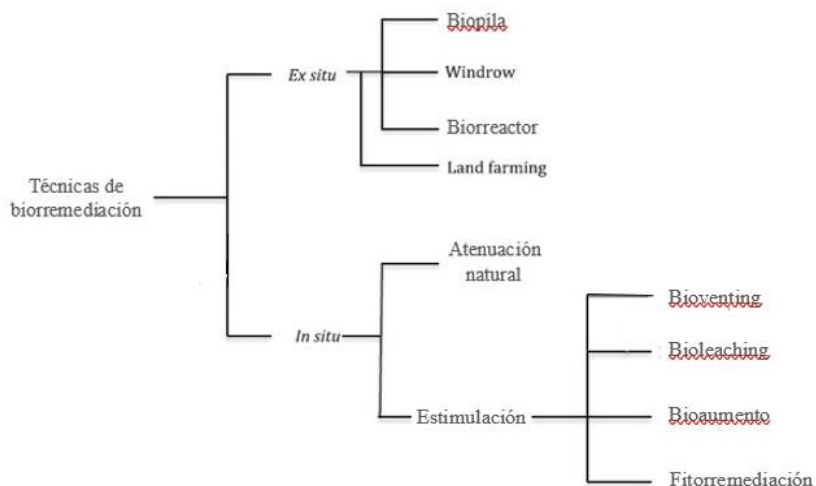 Biopila
Ex situ
Windrow
Biorreactor
Land farming
Técnicas de
biorremediación
Atenuación
natural
Bioventing
In situ
Bioleaching
Estimulación
Bioaumento
Fitorremediación